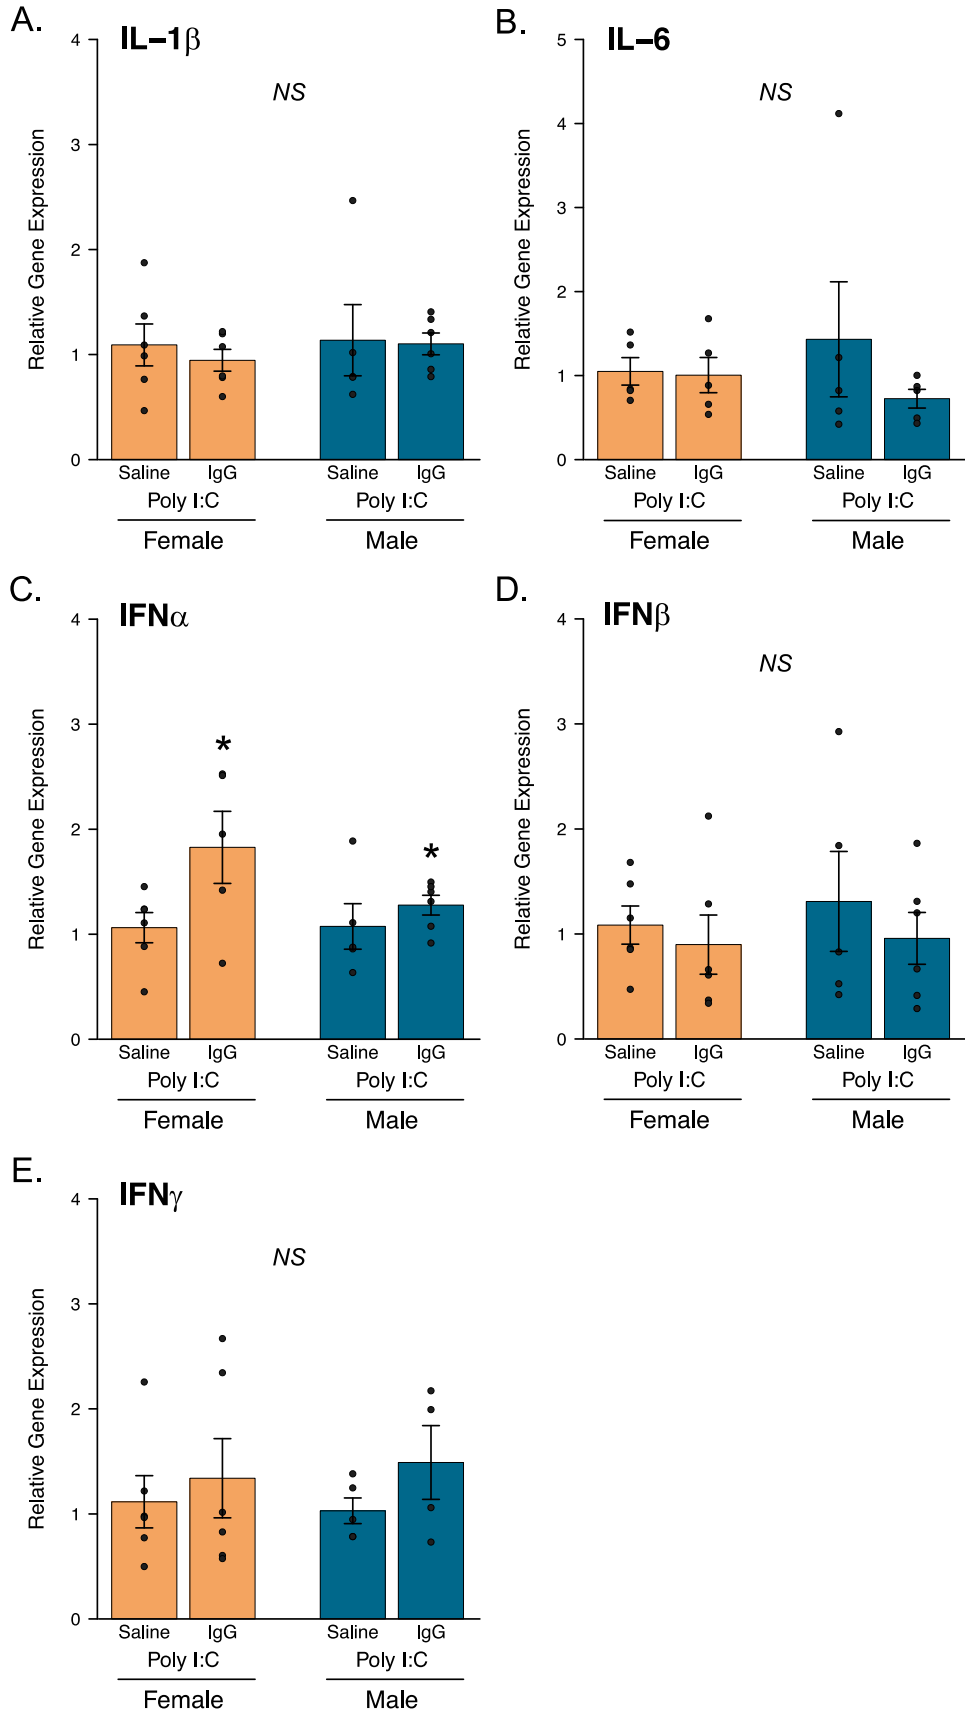 A.
IL–1β
NS
Relative Gene Expression
4
3
2
1
0
Saline IgG Saline IgG
Poly I:C Poly I:C
Female Male
B.
IL–6
NS
Relative Gene Expression
5
4
3
2
1
0
Saline IgG Saline IgG
Poly I:C Poly I:C
Female Male
C.
IFNα
*
*
Relative Gene Expression
4
3
2
1
0
Saline IgG Saline IgG
Poly I:C Poly I:C
Female Male
D.
IFNβ
NS
Relative Gene Expression
4
3
2
1
0
Saline IgG Saline IgG
Poly I:C Poly I:C
Female Male
E.
IFNγ
NS
Relative Gene Expression
4
3
2
1
0
Saline IgG Saline IgG
Poly I:C Poly I:C
Female Male